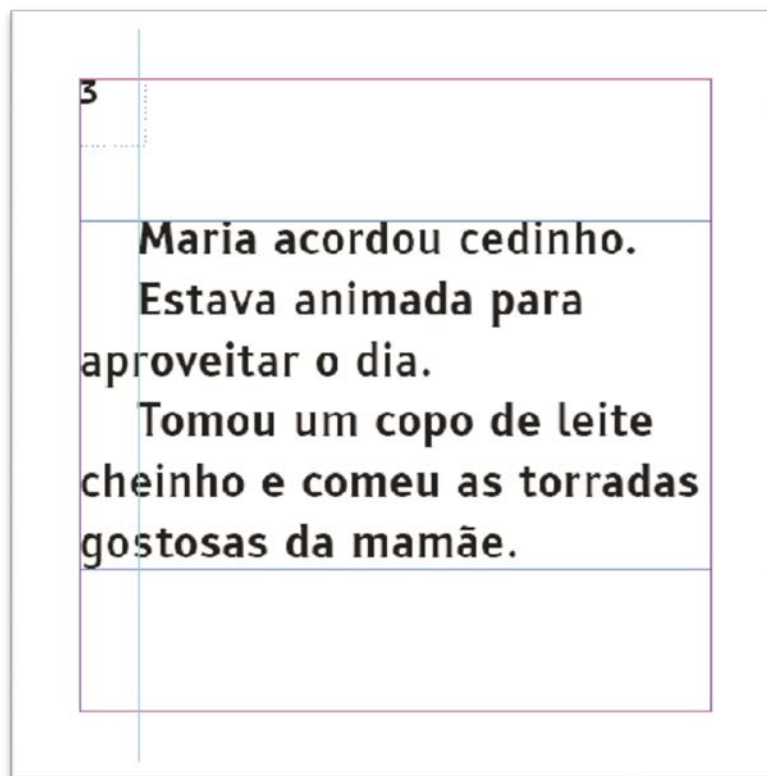 3
Maria acordou cedinho.
Estava animada para
aproveitar o dia.
Tomou um copo de leite
cheinho e comeu as torradas
gostosas da mamãe.